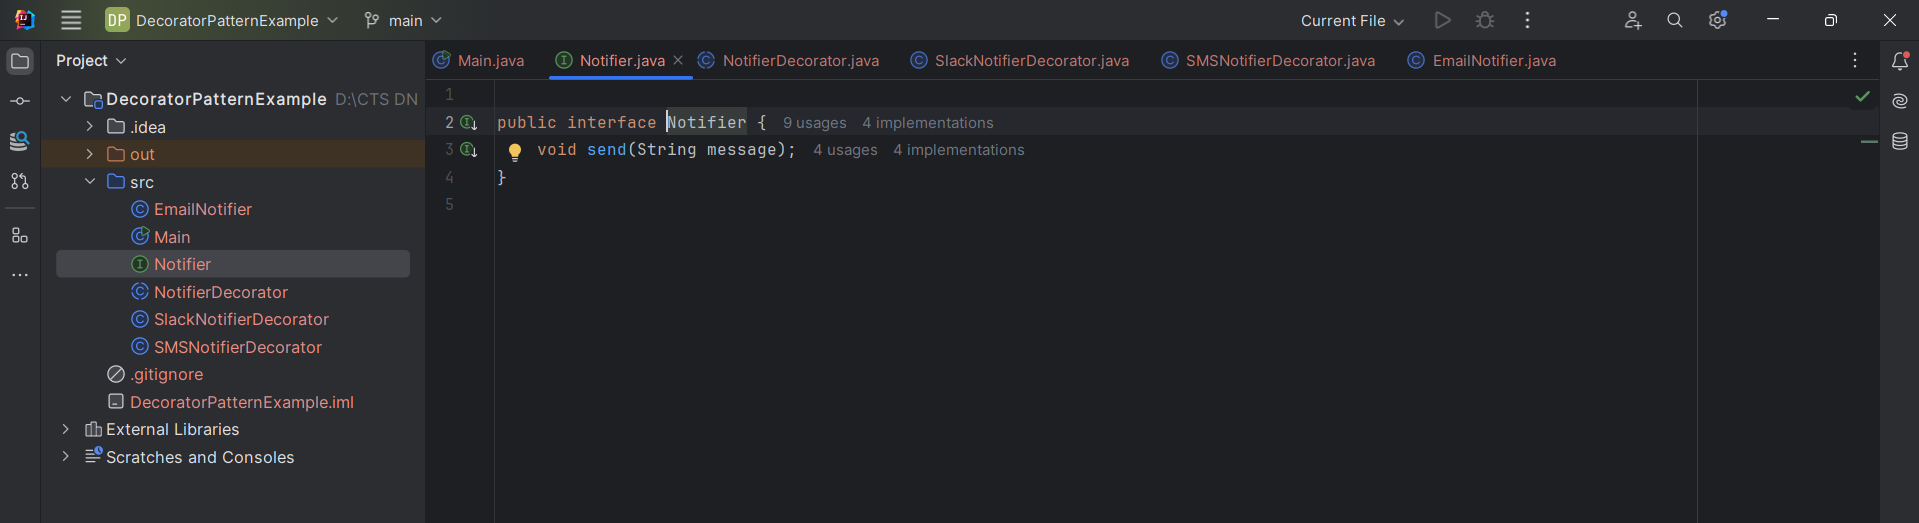 DP DecoratorPatternExample main Current File
Project
Main.java Notifier.java NotifierDecorator.java SlackNotifierDecorator.java SMSNotifierDecorator.java EmailNotifier.java
DecoratorPatternExample D:\CTS DN
.idea
out
src
EmailNotifier
Main
Notifier
NotifierDecorator
SlackNotifierDecorator
SMSNotifierDecorator
.gitignore
DecoratorPatternExample.iml
External Libraries
Scratches and Consoles
1
2 public interface Notifier { 9 usages 4 implementations
3 void send(String message); 4 usages 4 implementations
4 }
5